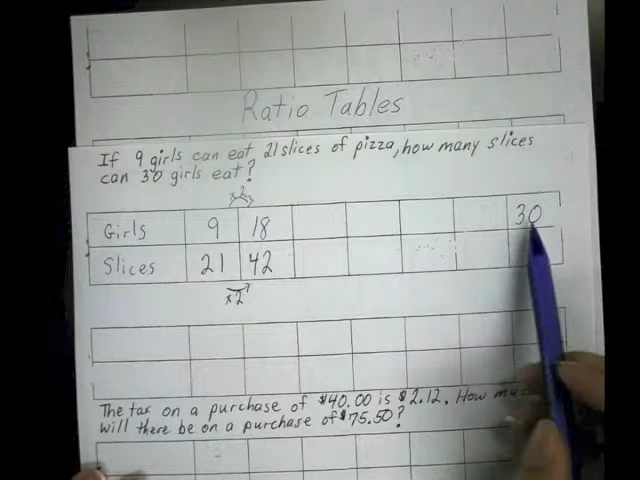 Ratio Tables
If 9 girls can eat 21 slices of pizza, how many slices
can 30 girls eat?
x2
Girls 9 18 30
Slices 21 42
x2
The tax on a purchase of $40.00 is $2.12. How
will there be on a purchase of $75.50?